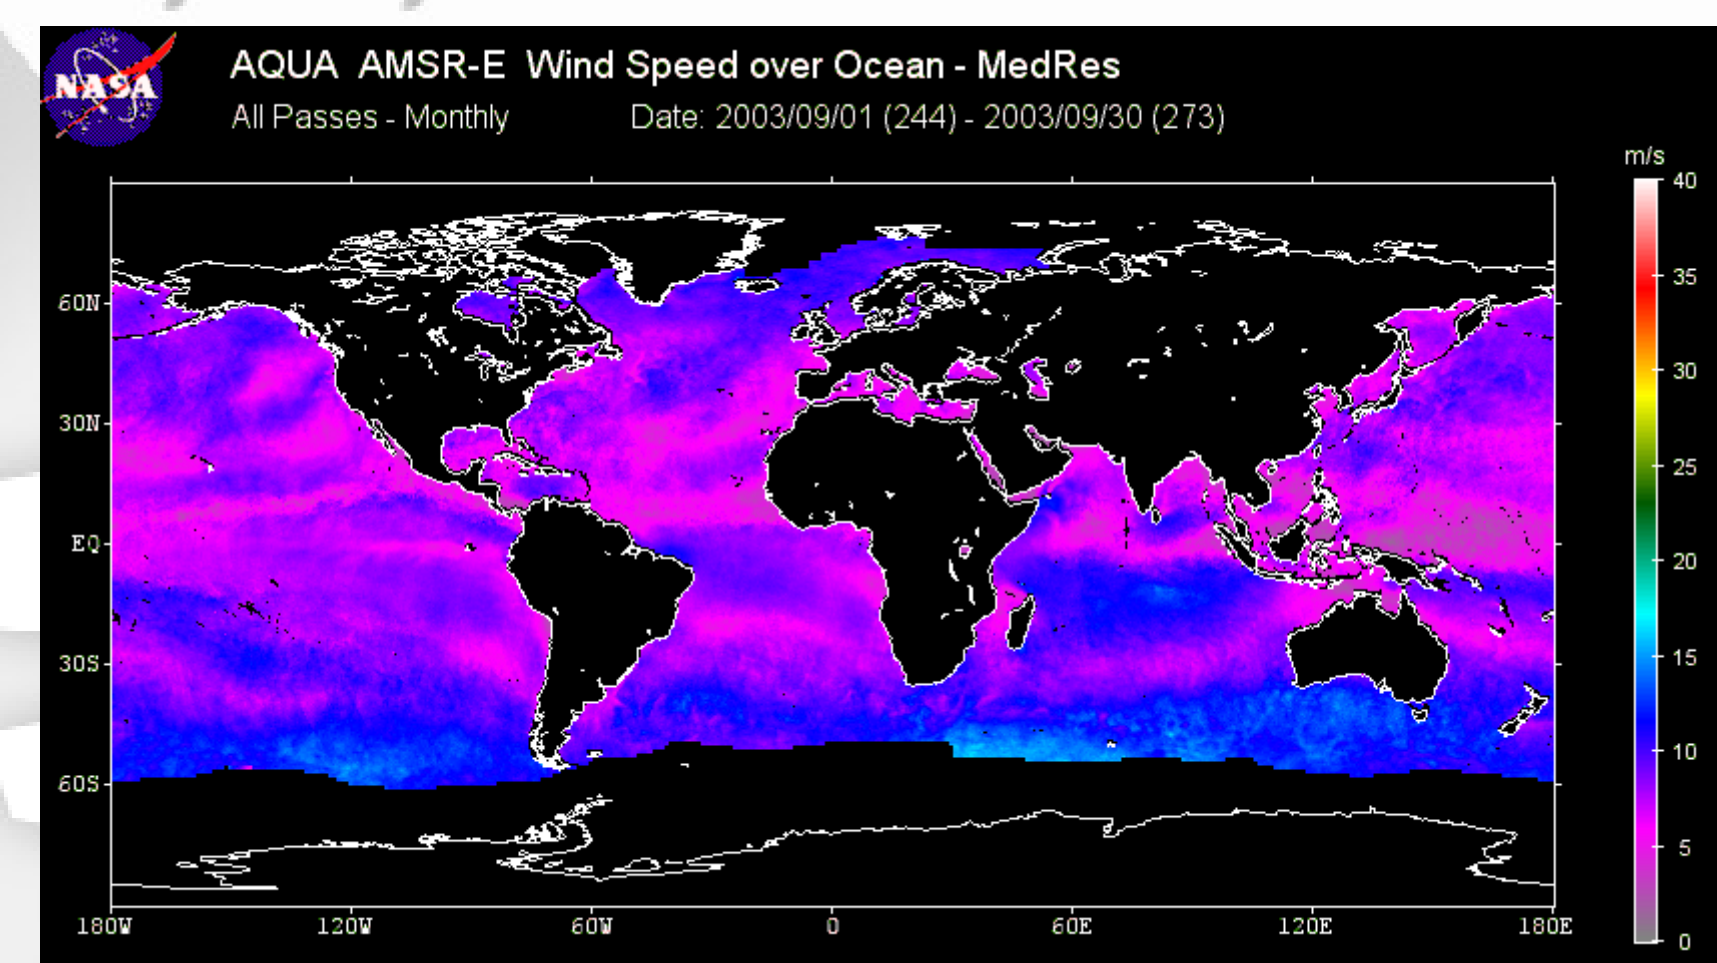 NASA
AQUA AMSR-E Wind Speed over Ocean - MedRes
All Passes - Monthly Date: 2003/09/01 (244) - 2003/09/30 (273)
m/s
40
35
30
25
20
15
10
5
0
60N
30N
EQ
30S
60S
180W 120W 60W 0 60E 120E 180E